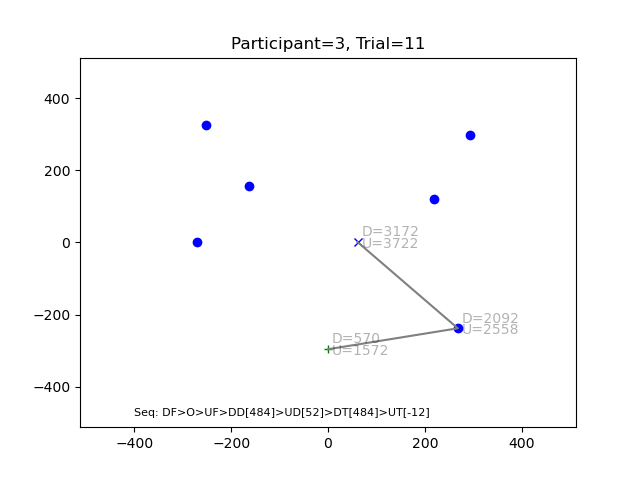 Participant=3, Trial=11
400
200
0
−200
−400
D=3172
U=3722
D=2092
U=2558
D=570
U=1572
Seq: DF>O>UF>DD[484]>UD[52]>DT[484]>UT[-12]
−400
−200
0
200
400